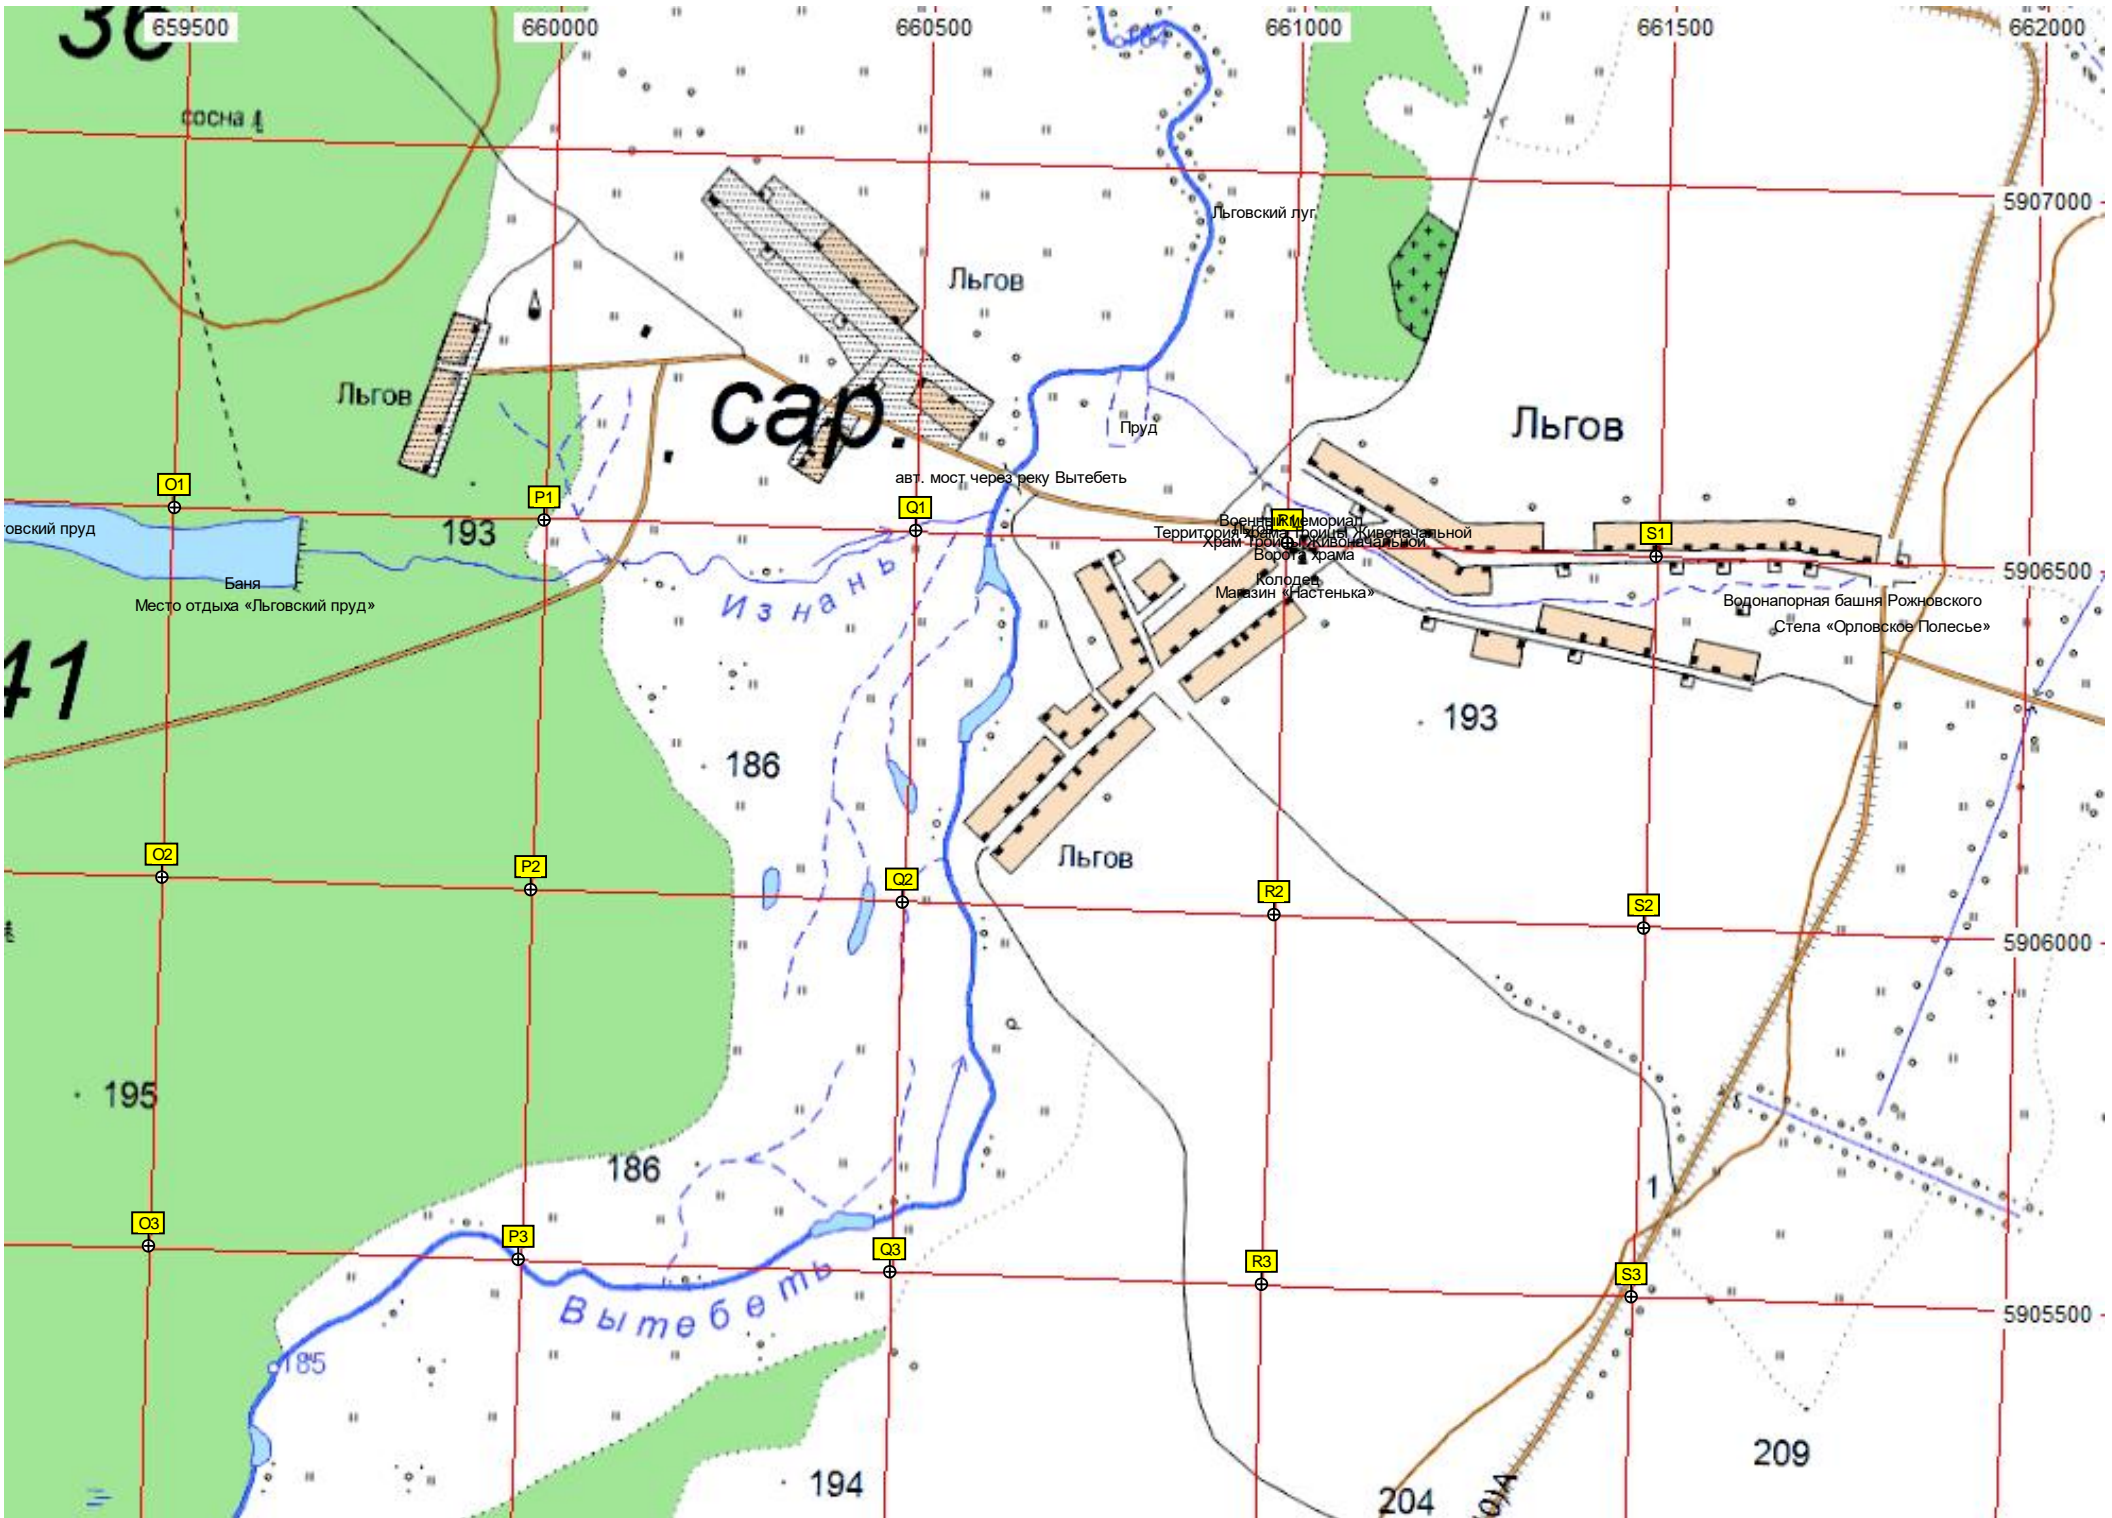 36
659500
660000
660500
661000
661500
662000
сосна
5907000
Льговский луг
Льгов
Льгов
сар.
Льгов
Пруд
авт. мост через реку Вытебеть
O1
P1
Q1
R1
S1
193
Военный мемориал
Территория храма Троицы Живоначальной
Храм Троицы Живоначальной
Ворота храма
Колодец
Магазин «Настенька»
5906500
говский пруд
Баня
Место отдыха «Льговский пруд»
Изнань
Водонапорная башня Рожновского
Стела «Орловское Полесье»
41
193
186
Льгов
O2
P2
Q2
R2
S2
5906000
195
186
1
O3
P3
Q3
R3
S3
Вытебеть
5905500
185
194
204
209